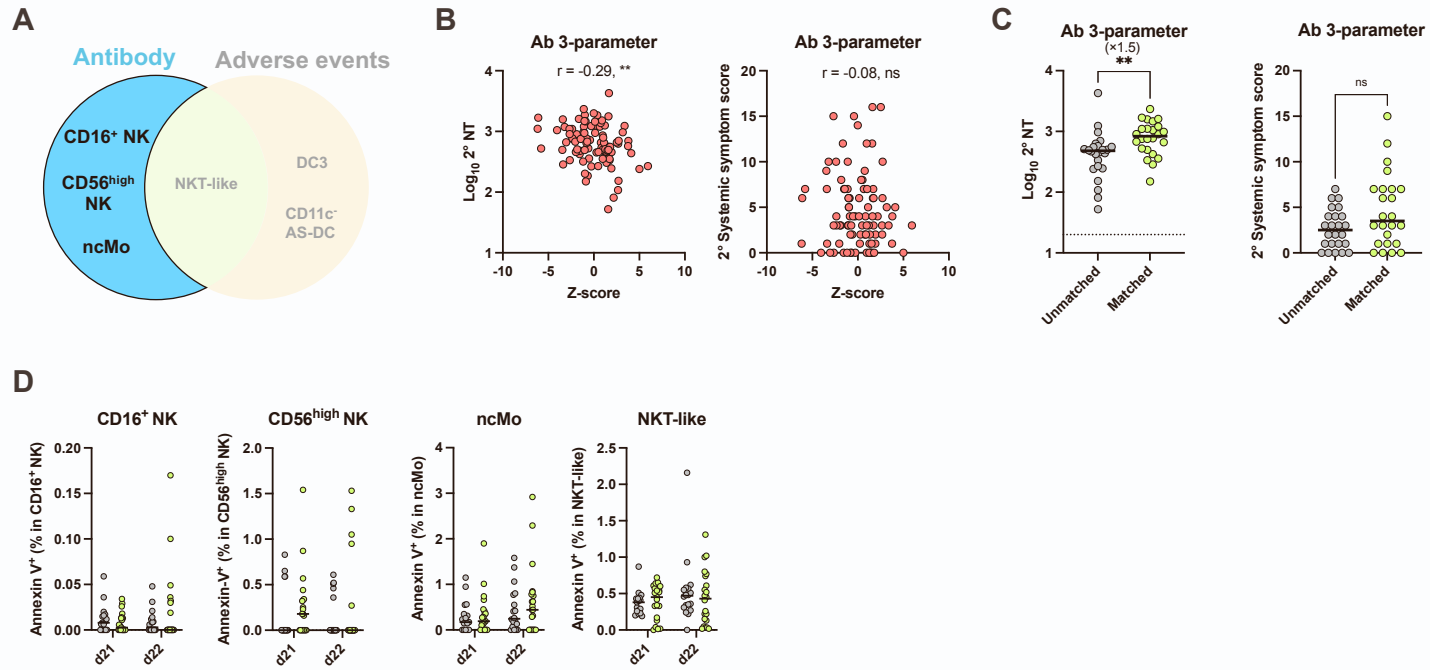 A
Antibody
Adverse events
CD16⁺ NK
CD56ʰⁱᵍʰ
NK
ncMo
NKT-like
DC3
CD11c⁻
AS-DC
B
Ab 3-parameter
r = -0.29, **
Log₁₀ 2° NT
4
3
2
1
-10 -5 0 5 10
Z-score
Ab 3-parameter
r = -0.08, ns
2° Systemic symptom score
20
15
10
5
0
-10 -5 0 5 10
Z-score
C
Ab 3-parameter
(×1.5)
**
Log₁₀ 2° NT
4
3
2
1
Unmatched
Matched
Ab 3-parameter
ns
2° Systemic symptom score
20
15
10
5
0
Unmatched
Matched
D
CD16⁺ NK
Annexin V⁺ (% in CD16⁺ NK)
0.20
0.15
0.10
0.05
0.00
d21
d22
CD56ʰⁱᵍʰ NK
Annexin-V⁺ (% in CD56ʰⁱᵍʰ NK)
2.0
1.5
1.0
0.5
0.0
d21
d22
ncMo
Annexin V⁺ (% in ncMo)
4
3
2
1
0
d21
d22
NKT-like
Annexin V⁺ (% in NKT-like)
2.5
2.0
1.5
1.0
0.5
0.0
d21
d22